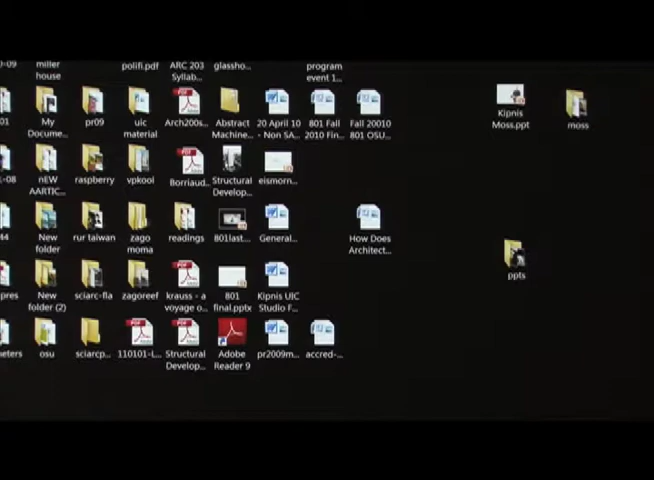 miller
house
polifi.pdf
ARC 203
Syllab...
glassho...
program
event 1...
My
Docume...
pr09
uic
material
Arch200s...
Abstract
Machine...
20 April 10
- Non SA...
801 Fall
2010 Fin...
Fall 20010
801 OSU...
Kipnis
Moss.ppt
moss
nEW
AARTIC...
raspberry
vpkool
Borriaud...
Structural
Develop...
eismorn...
New
folder
rur taiwan
zago
moma
readings
801last...
General...
How Does
Architect...
ppts
New
folder (2)
sciarc-fla
zagoreef
krauss - a
voyage o...
801
final.pptx
Kipnis UIC
Studio F...
osu
sciarcp...
110101-L...
Structural
Develop...
Adobe
Reader 9
pr2009m...
accred-...